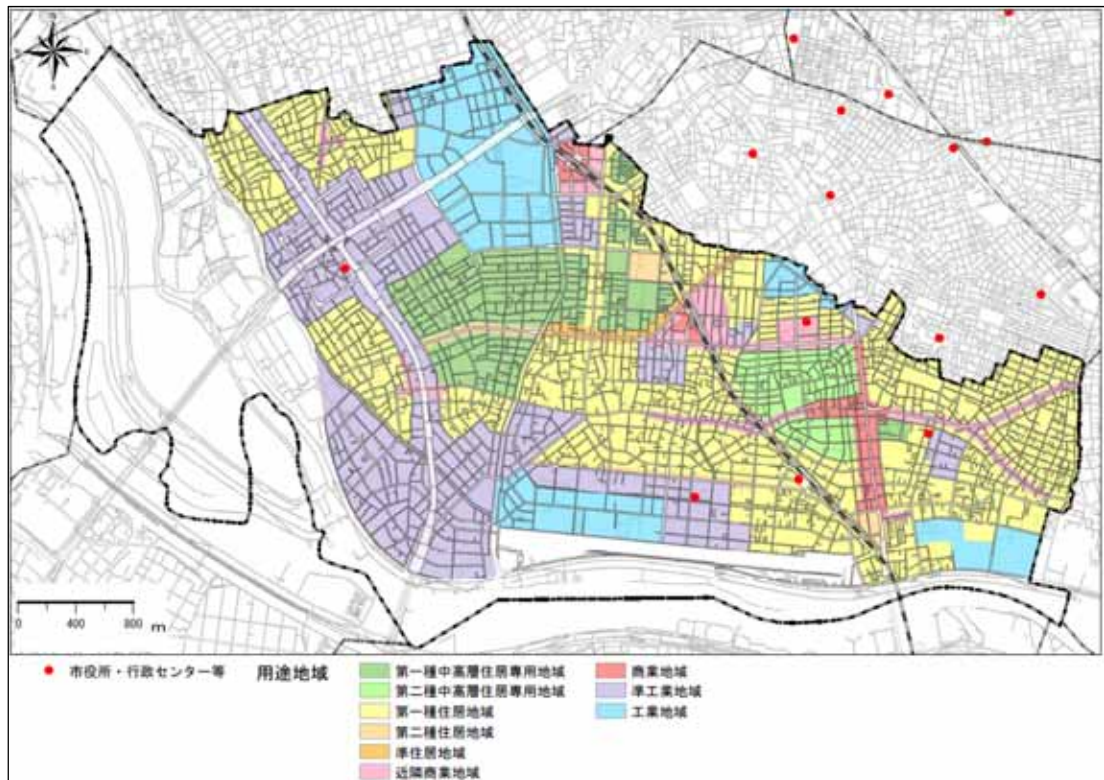 0 400 800 m
市役所・行政センター等
用途地域
第一種中高層住居専用地域
第二種中高層住居専用地域
第一種住居地域
第二種住居地域
準住居地域
近隣商業地域
商業地域
準工業地域
工業地域